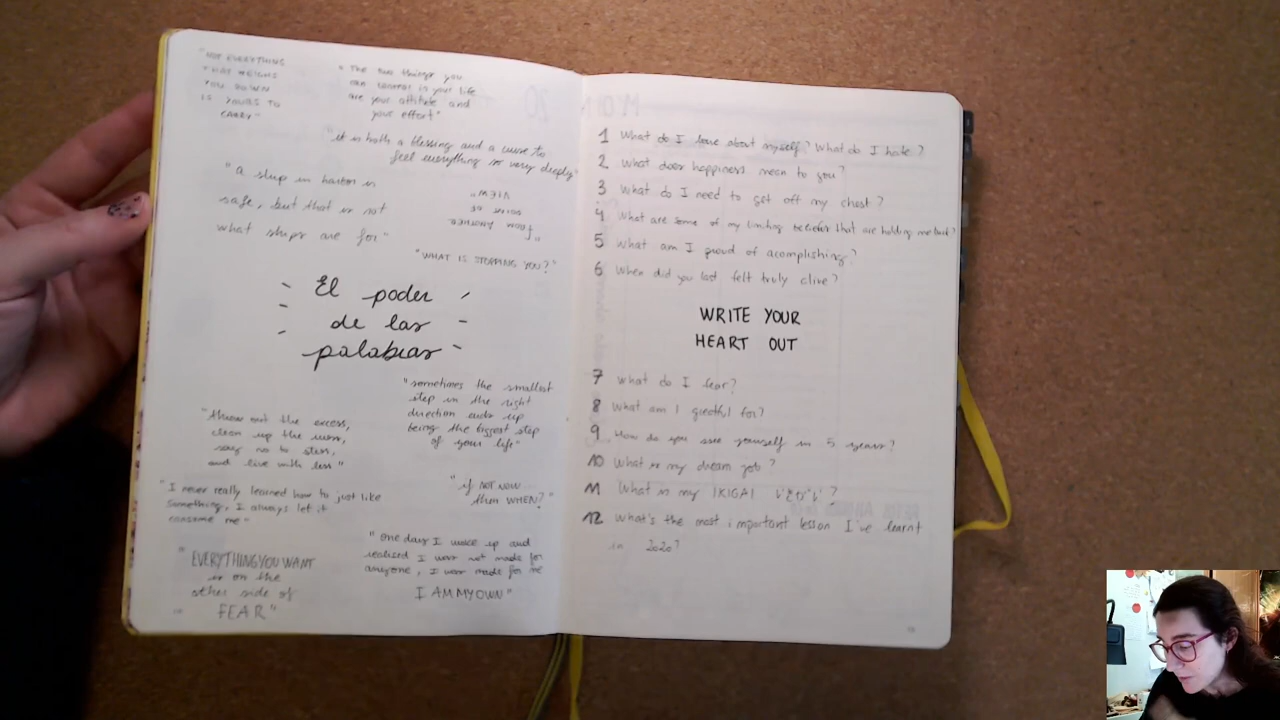 "NOT EVERYTHING
THAT WEIGHS
YOU DOWN
IS YOURS TO
CARRY"
"The two things you
can control in your life
are your attitude and
your effort"
"it is both a blessing and a curse to
feel everything so very deeply"
"a ship in harbor is
safe, but that is not
what ships are for"
"FROM ANOTHER
POINT OF
VIEW"
"WHAT IS STOPPING YOU?"
El poder
de las
palabras
"sometimes the smallest
step in the right
direction ends up
being the biggest step
of your life"
"throw out the excess,
clean up the mess,
say no to stess,
and live with less"
"if NOT NOW...
then WHEN?"
"I never really learned how to just like
something, I always let it
consume me"
"one day I woke up and
realised I was not made for
anyone, I was made for me
I AM MY OWN"
"EVERYTHING YOU WANT
is on the
other side of
FEAR"
1 What do I love about myself? What do I hate?
2 What does happiness mean to you?
3 What do I need to get off my chest?
4 What are some of my limiting beliefs that are holding me back?
5 What am I proud of acomplishing?
6 When did you last felt truly alive?
WRITE YOUR
HEART OUT
7 What do I fear?
8 What am I greatful for?
9 How do you see yourself in 5 years?
10 What is my dream job?
11 What is my IKIGAI ?
12 What's the most important lesson I've learnt
in 2020?